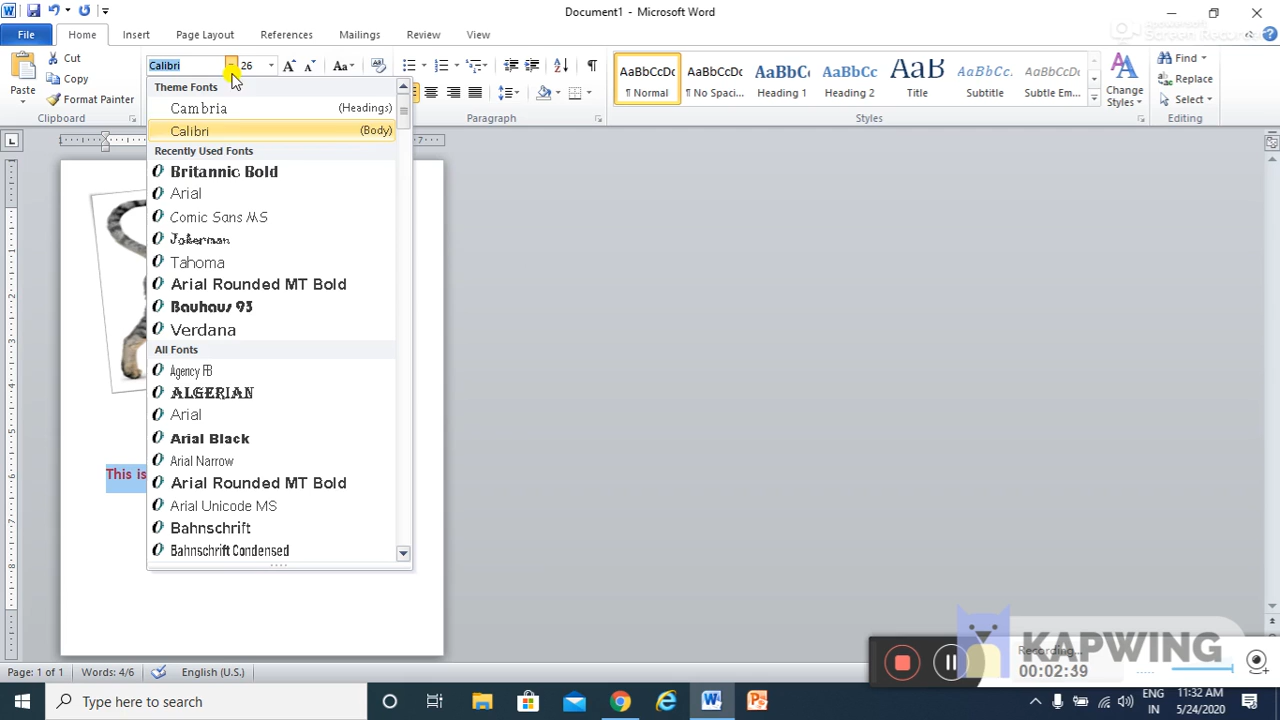 Document1 - Microsoft Word
File Home Insert Page Layout References Mailings Review View
Cut
Copy
Paste
Format Painter
Clipboard
Calibri 26
Aa
Paragraph
AaBbCcDc AaBbCcDc AaBbCc AaBbCc AaB AaBbCc. AaBbCcDc
¶ Normal ¶ No Spaci... Heading 1 Heading 2 Title Subtitle Subtle Em...
Change
Styles
Styles
Find
Replace
Select
Editing
Theme Fonts
Cambria (Headings)
Calibri (Body)
Recently Used Fonts
Britannic Bold
Arial
Comic Sans MS
Jokerman
Tahoma
Arial Rounded MT Bold
Bauhaus 93
Verdana
All Fonts
Agency FB
ALGERIAN
Arial
Arial Black
Arial Narrow
Arial Rounded MT Bold
Arial Unicode MS
Bahnschrift
Bahnschrift Condensed
This is
KAPWING
Recording...
00:02:39
Page: 1 of 1 Words: 4/6 English (U.S.)
Type here to search
ENG
IN
11:32 AM
5/24/2020